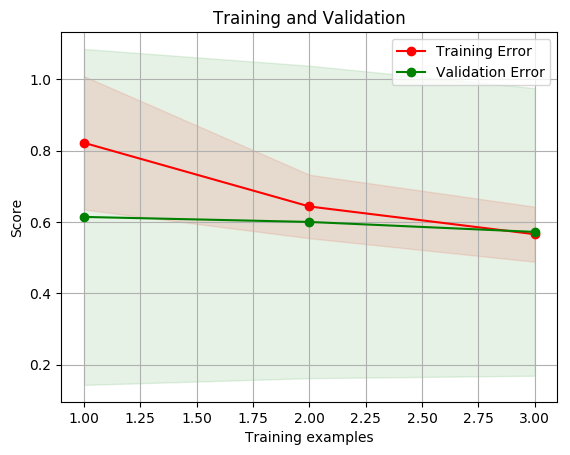 Training and Validation
Training Error
Validation Error
1.0
0.8
0.6
0.4
0.2
Score
1.00 1.25 1.50 1.75 2.00 2.25 2.50 2.75 3.00
Training examples